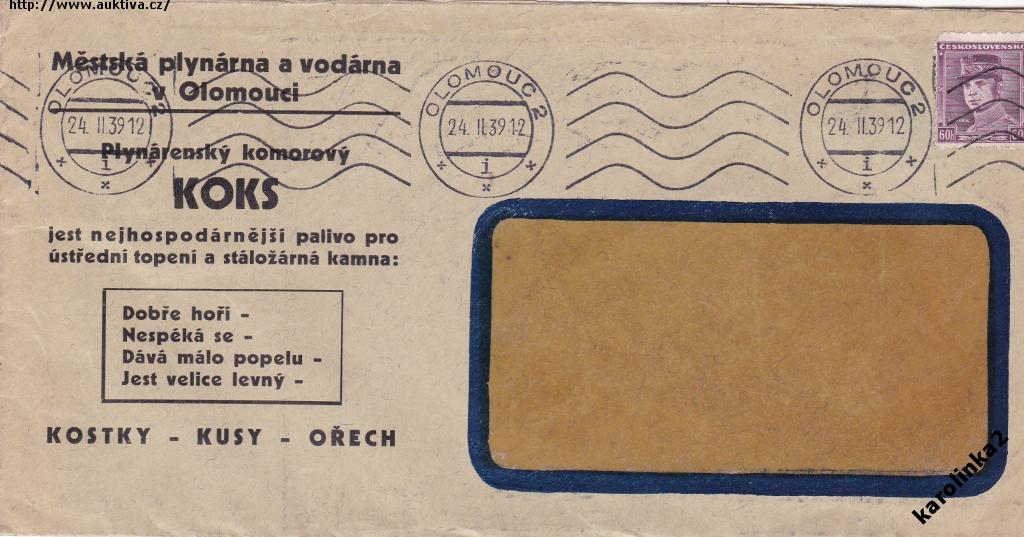 http://www.auktiva.cz/
Městská plynárna a vodárna
v Olomouci
Plynárenský komorový
KOKS
jest nejhospodárnější palivo pro
ústřední topení a stáložárná kamna:
Dobře hoří -
Nespéká se -
Dává málo popelu -
Jest velice levný -
KOSTKY - KUSY - OŘECH
OLOMOUC 2
24. II.39 12
i
OLOMOUC 2
24. II.39 12
i
OLOMOUC 2
24. II.39 12
i
ČESKOSLOVENSKO
60h
karolinka2